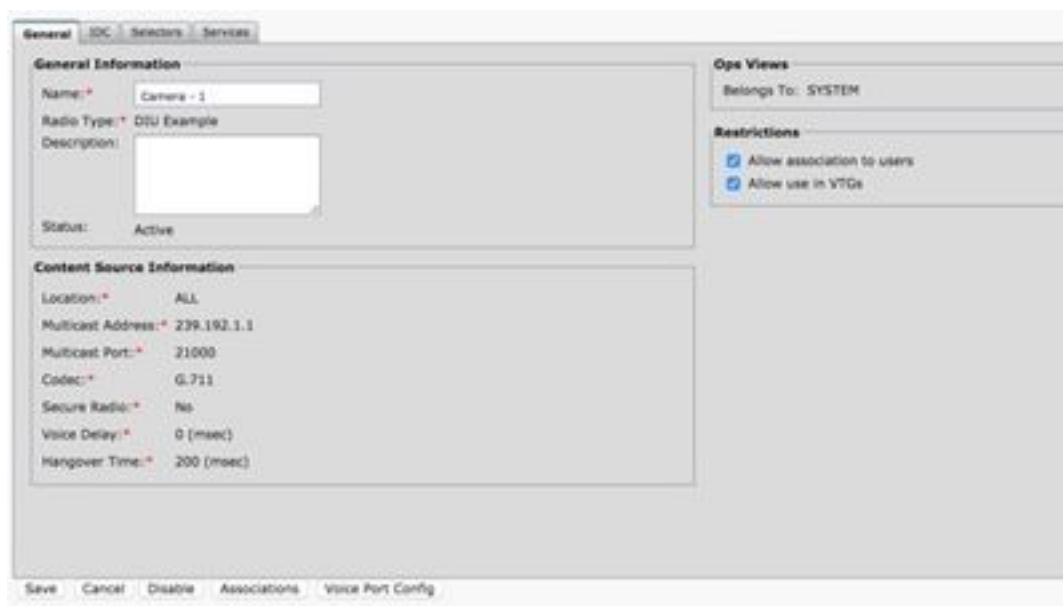 General IDC Selectors Services
General Information
Name:* Camera - 1
Radio Type:* DIU Example
Description:
Status: Active
Content Source Information
Location:* ALL
Multicast Address:* 239.192.1.1
Multicast Port:* 21000
Codec:* G.711
Secure Radio:* No
Voice Delay:* 0 (msec)
Hangover Time:* 200 (msec)
Ops Views
Belongs To: SYSTEM
Restrictions
Allow association to users
Allow use in VTGs
Save Cancel Disable Associations Voice Port Config